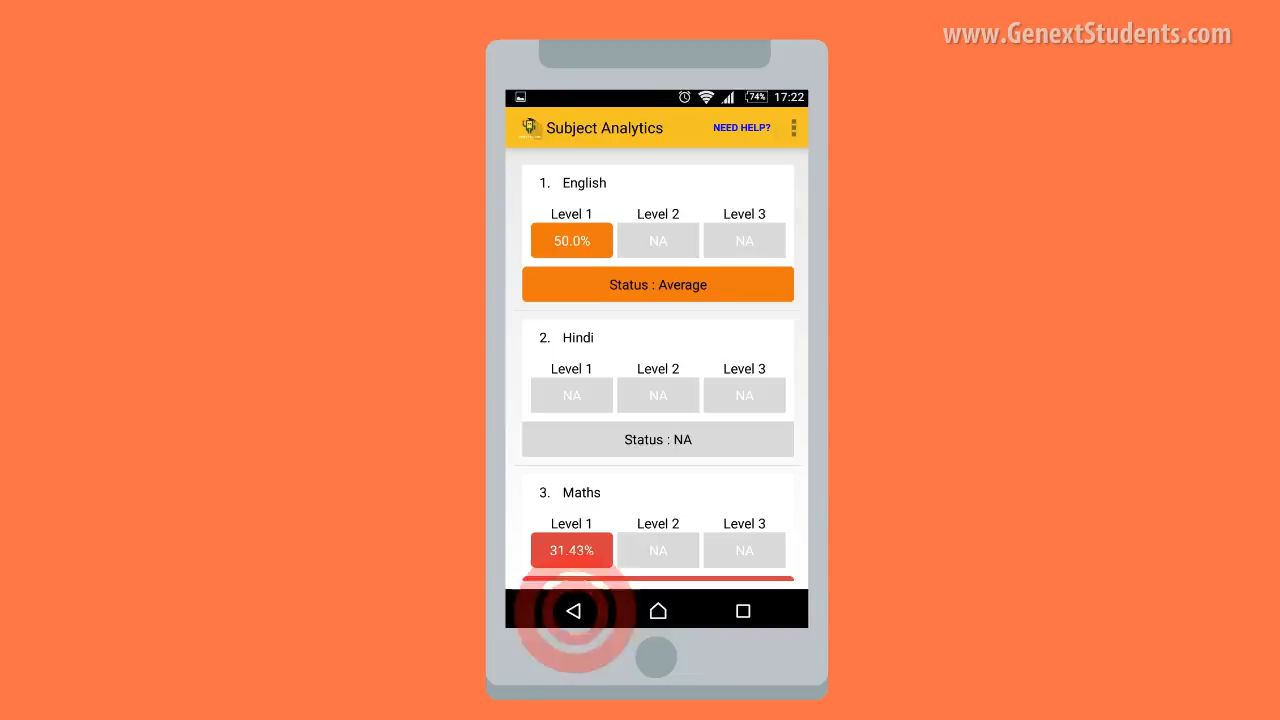 www.GenextStudents.com
74% 17:22
Subject Analytics NEED HELP?
1. English
Level 1 Level 2 Level 3
50.0% NA NA
Status : Average
2. Hindi
Level 1 Level 2 Level 3
NA NA NA
Status : NA
3. Maths
Level 1 Level 2 Level 3
31.43% NA NA